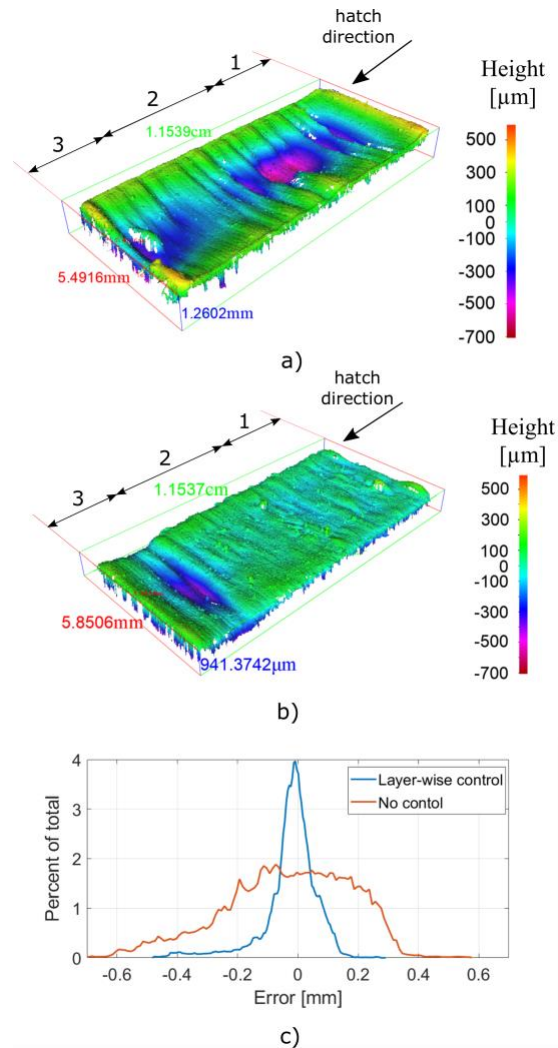 hatch
direction
Height
[µm]
1
2
3
1.1539cm
500
300
100
0
-100
-300
-500
-700
5.4916mm
1.2602mm
a)
hatch
direction
Height
[µm]
1
2
3
1.1537cm
500
300
100
0
-100
-300
-500
-700
5.8506mm
941.3742µm
b)
4
3
2
1
0
Percent of total
Layer-wise control
No contol
-0.6
-0.4
-0.2
0
0.2
0.4
0.6
Error [mm]
c)